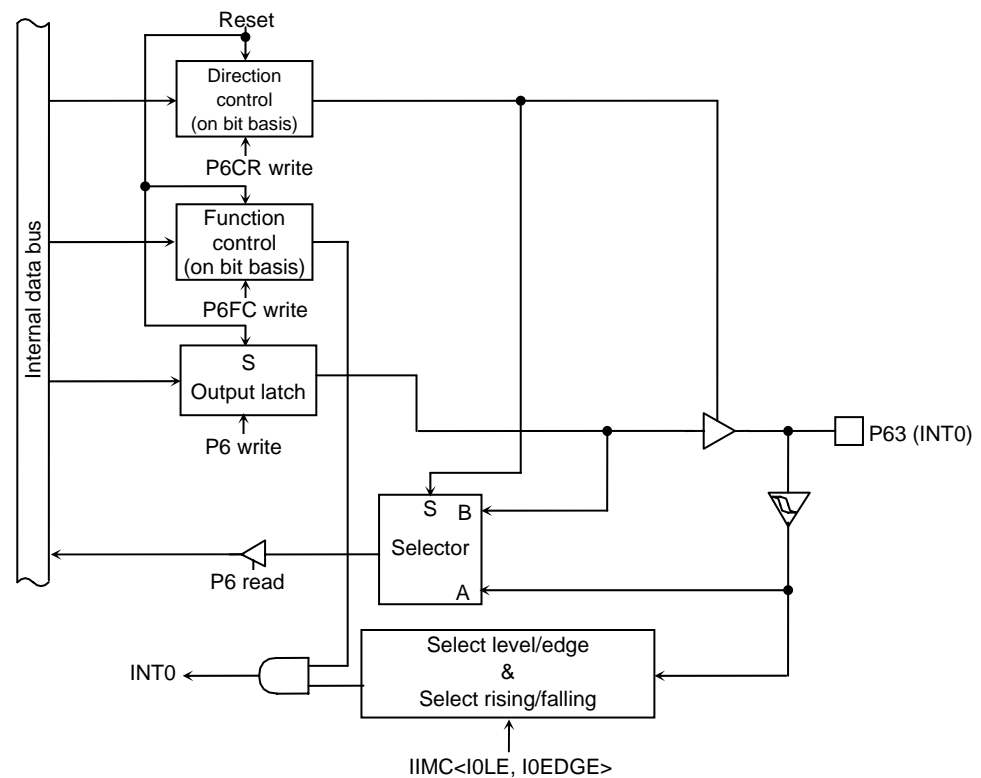 Reset
Direction
control
(on bit basis)
P6CR write
Function
control
(on bit basis)
Internal data bus
P6FC write
S
Output latch
P6 write
P63 (INT0)
S
B
Selector
P6 read
A
Select level/edge
&
Select rising/falling
INT0
IIMC<I0LE, I0EDGE>